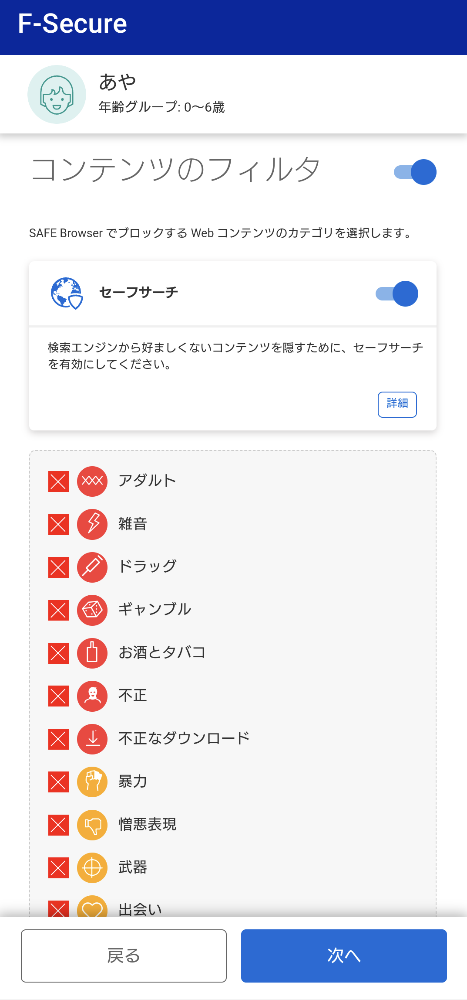 F-Secure
あや
年齢グループ: 0〜6歳
コンテンツのフィルタ
SAFE Browser でブロックする Web コンテンツのカテゴリを選択します。
セーフサーチ
検索エンジンから好ましくないコンテンツを隠すために、セーフサーチ
を有効にしてください。
詳細
アダルト
雑音
ドラッグ
ギャンブル
お酒とタバコ
不正
不正なダウンロード
暴力
憎悪表現
武器
出会い
戻る
次へ